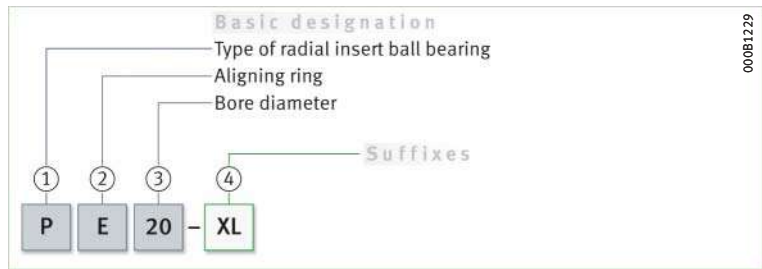 Basic designation
Type of radial insert ball bearing
Aligning ring
Bore diameter
Suffixes
1 2 3 4
P E 20 - XL
000B1229